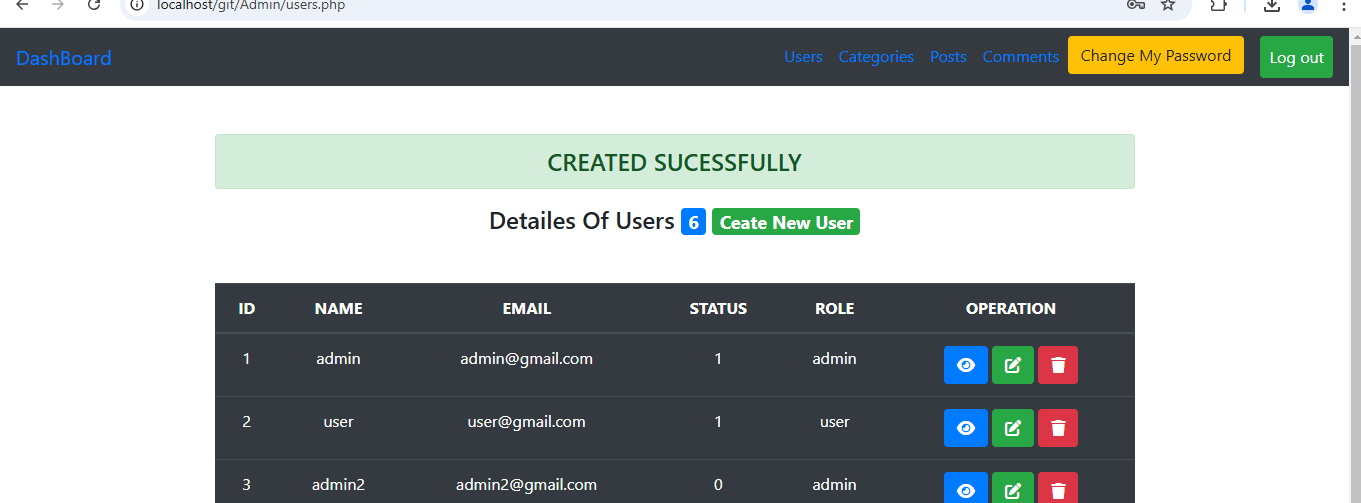 localhost/git/Admin/users.php
DashBoard Users Categories Posts Comments Change My Password Log out
CREATED SUCESSFULLY
Detailes Of Users 6 Ceate New User
ID NAME EMAIL STATUS ROLE OPERATION
1 admin admin@gmail.com 1 admin
2 user user@gmail.com 1 user
3 admin2 admin2@gmail.com 0 admin